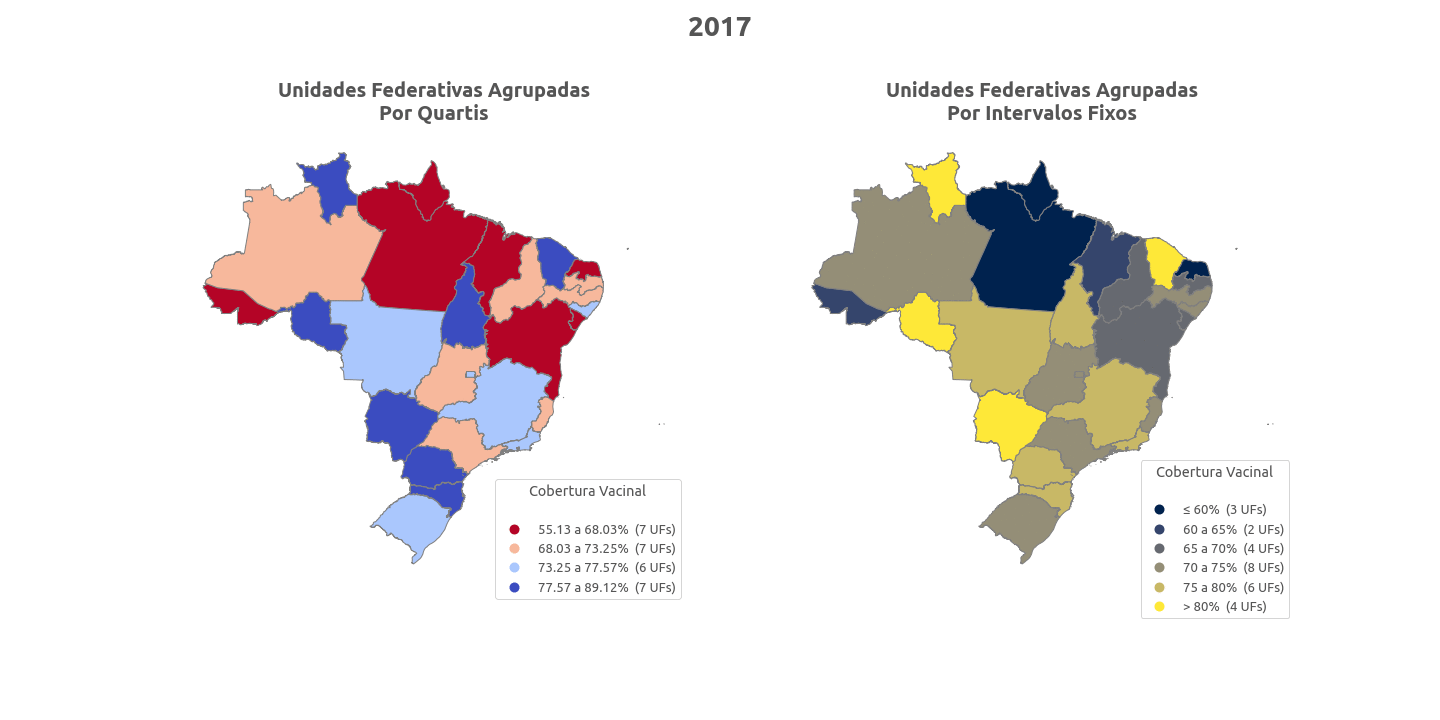 2017
Unidades Federativas Agrupadas
Por Quartis
Unidades Federativas Agrupadas
Por Intervalos Fixos
Cobertura Vacinal
55.13 a 68.03% (7 UFs)
68.03 a 73.25% (7 UFs)
73.25 a 77.57% (6 UFs)
77.57 a 89.12% (7 UFs)
Cobertura Vacinal
≤ 60% (3 UFs)
60 a 65% (2 UFs)
65 a 70% (4 UFs)
70 a 75% (8 UFs)
75 a 80% (6 UFs)
> 80% (4 UFs)